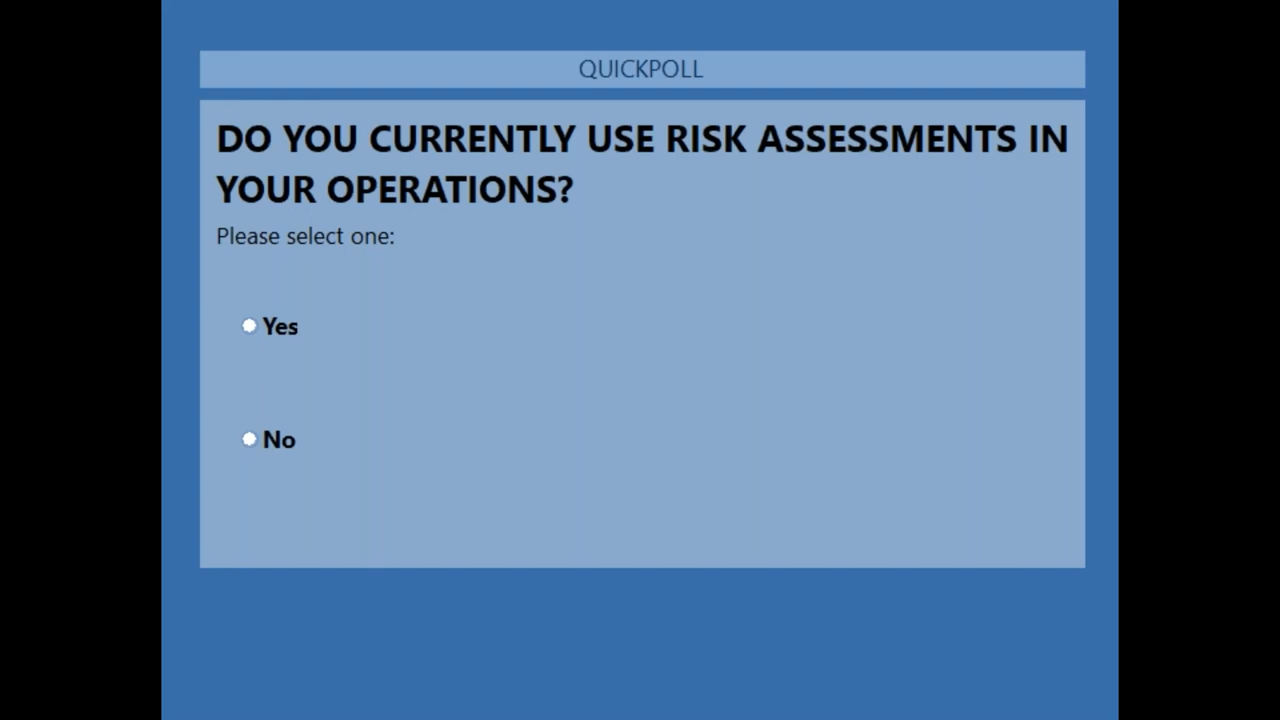 QUICKPOLL
DO YOU CURRENTLY USE RISK ASSESSMENTS IN
YOUR OPERATIONS?
Please select one:
Yes
No